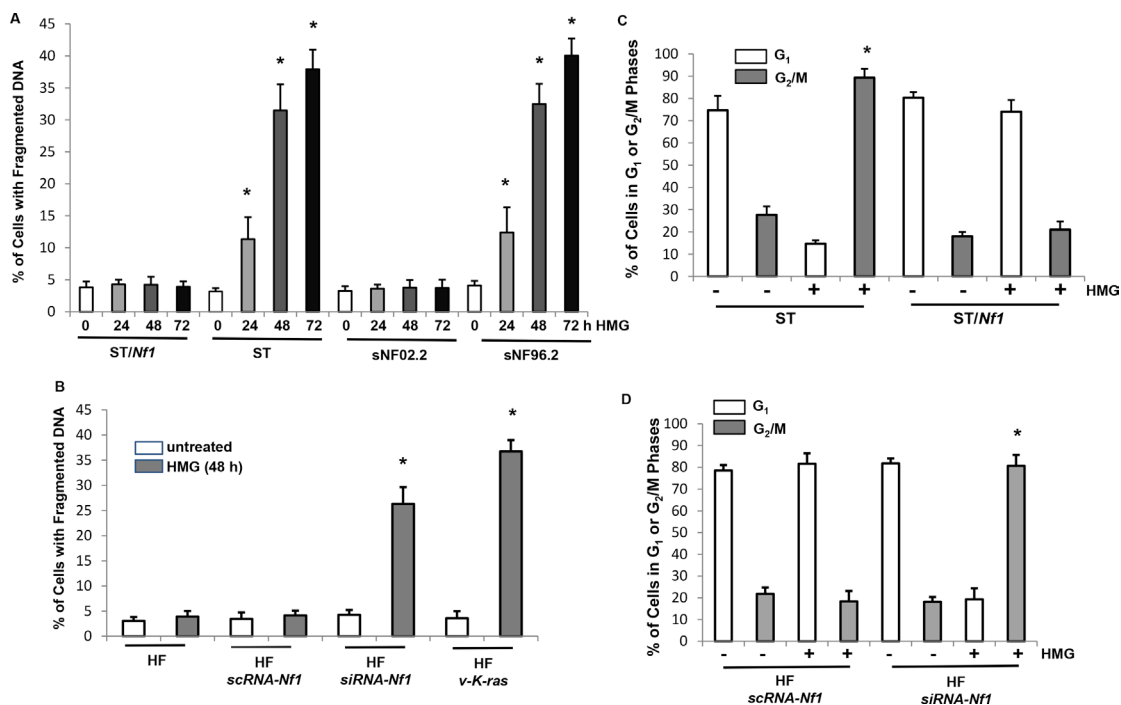 A
% of Cells with Fragmented DNA
45
40
35
30
25
20
15
10
5
0
* * * * * *
0 24 48 72 0 24 48 72 0 24 48 72 0 24 48 72 h HMG
ST/Nf1 ST sNF02.2 sNF96.2
B
% of Cells with Fragmented DNA
45
40
35
30
25
20
15
10
5
0
untreated
HMG (48 h)
* *
HF HF HF HF
scRNA-Nf1 siRNA-Nf1 v-K-ras
C
% of Cells in G1 or G2/M Phases
100
90
80
70
60
50
40
30
20
10
0
G1
G2/M
*
- - + + - - + + HMG
ST ST/Nf1
D
% of Cells in G1 or G2/M Phases
100
90
80
70
60
50
40
30
20
10
0
G1
G2/M
*
- - + + - - + + HMG
HF HF
scRNA-Nf1 siRNA-Nf1